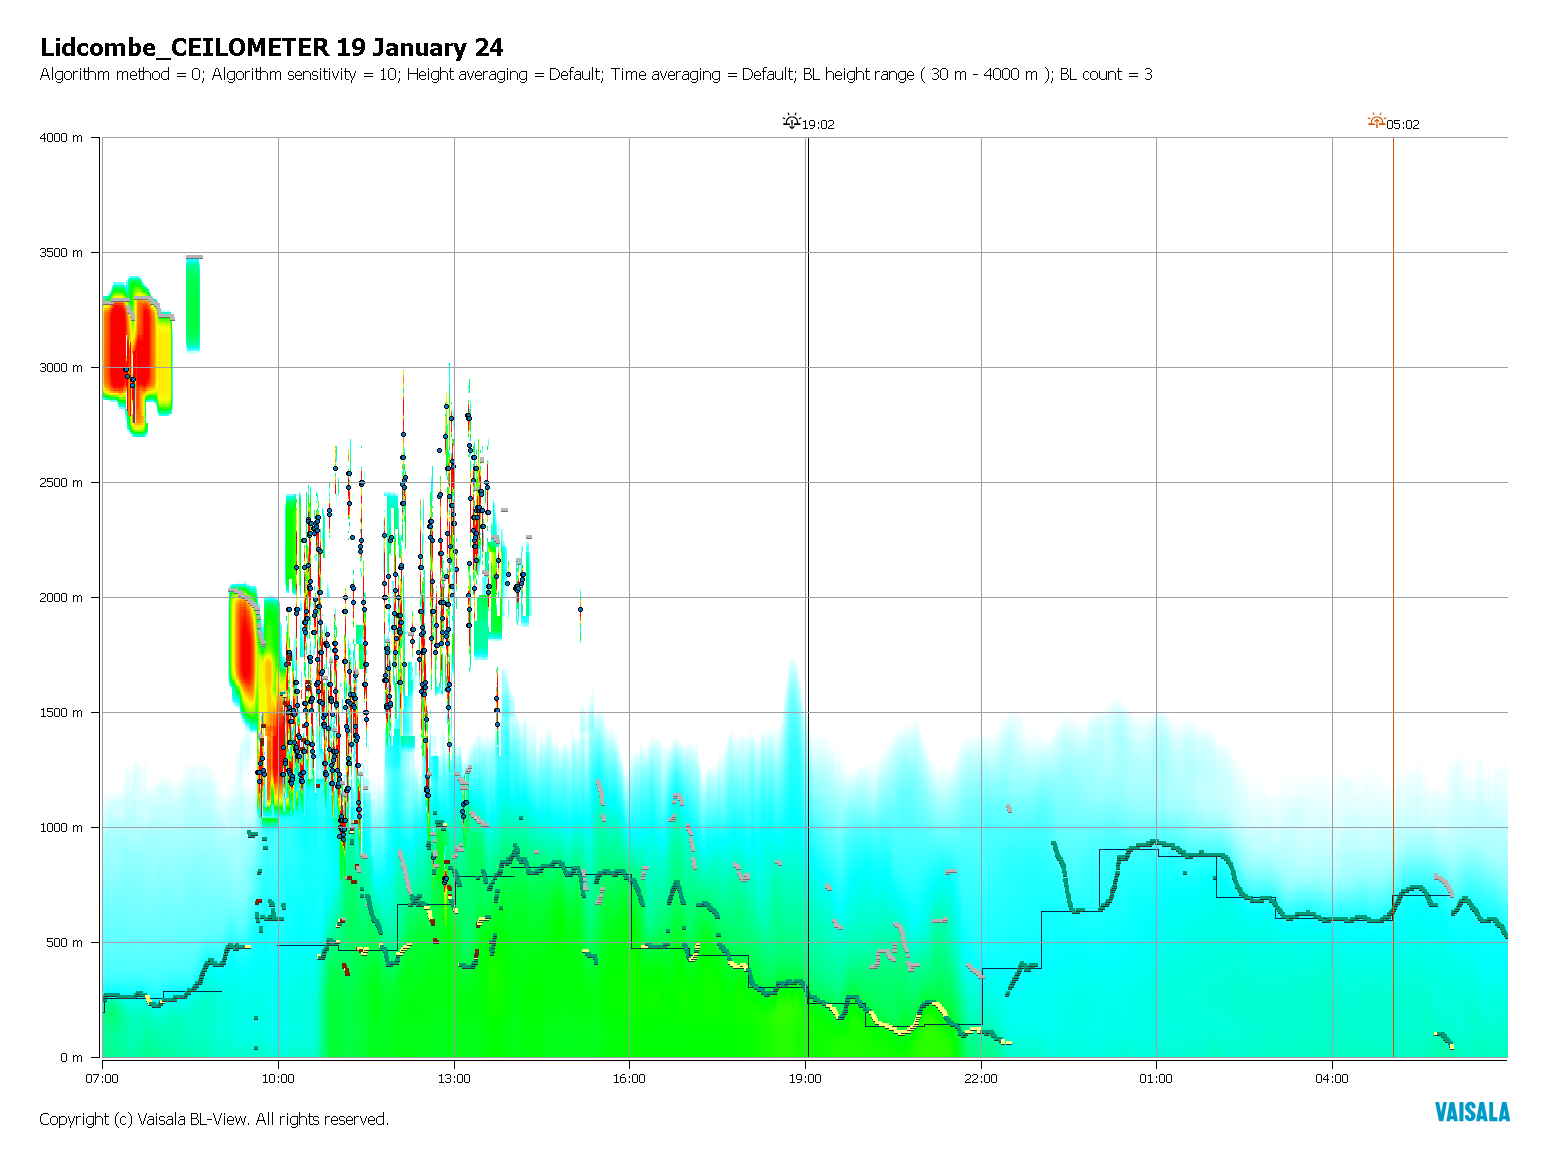 Lidcombe_CEILOMETER 19 January 24
Algorithm method = 0; Algorithm sensitivity = 10; Height averaging = Default; Time averaging = Default; BL height range ( 30 m - 4000 m ); BL count = 3
19:02
05:02
4000 m
3500 m
3000 m
2500 m
2000 m
1500 m
1000 m
500 m
0 m
07:00 10:00 13:00 16:00 19:00 22:00 01:00 04:00
Copyright (c) Vaisala BL-View. All rights reserved.
VAISALA